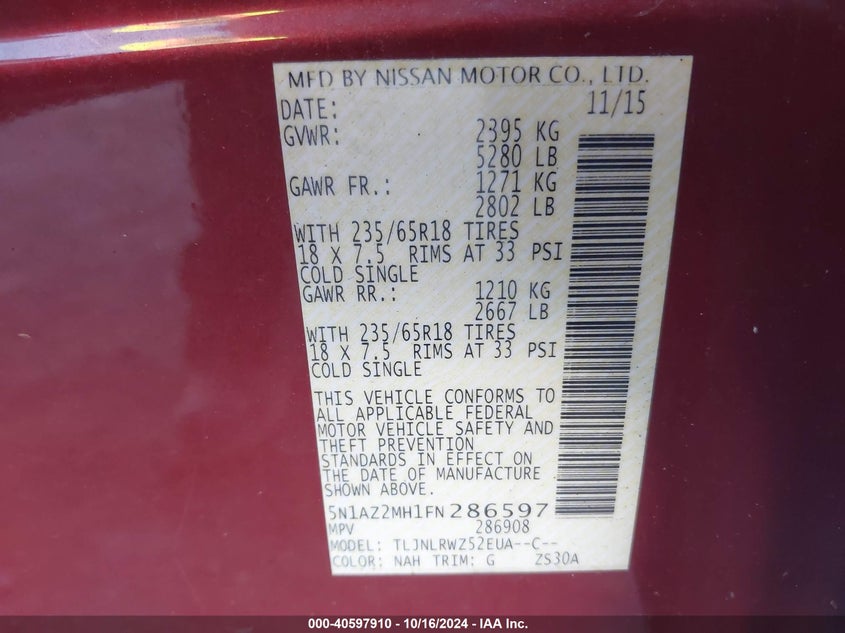 MFD BY NISSAN MOTOR CO., LTD.
DATE: 11/15
GVWR: 2395 KG
5280 LB
GAWR FR.: 1271 KG
2802 LB
WITH 235/65R18 TIRES
18 X 7.5 RIMS AT 33 PSI
COLD SINGLE
GAWR RR.: 1210 KG
2667 LB
WITH 235/65R18 TIRES
18 X 7.5 RIMS AT 33 PSI
COLD SINGLE
THIS VEHICLE CONFORMS TO
ALL APPLICABLE FEDERAL
MOTOR VEHICLE SAFETY AND
THEFT PREVENTION
STANDARDS IN EFFECT ON
THE DATE OF MANUFACTURE
SHOWN ABOVE.
5N1AZ2MH1FN286597
MPV 286908
MODEL: TLJNLRWZ52EUA--C--
COLOR: NAH TRIM: G ZS30A
000-40597910 - 10/16/2024 - IAA Inc.